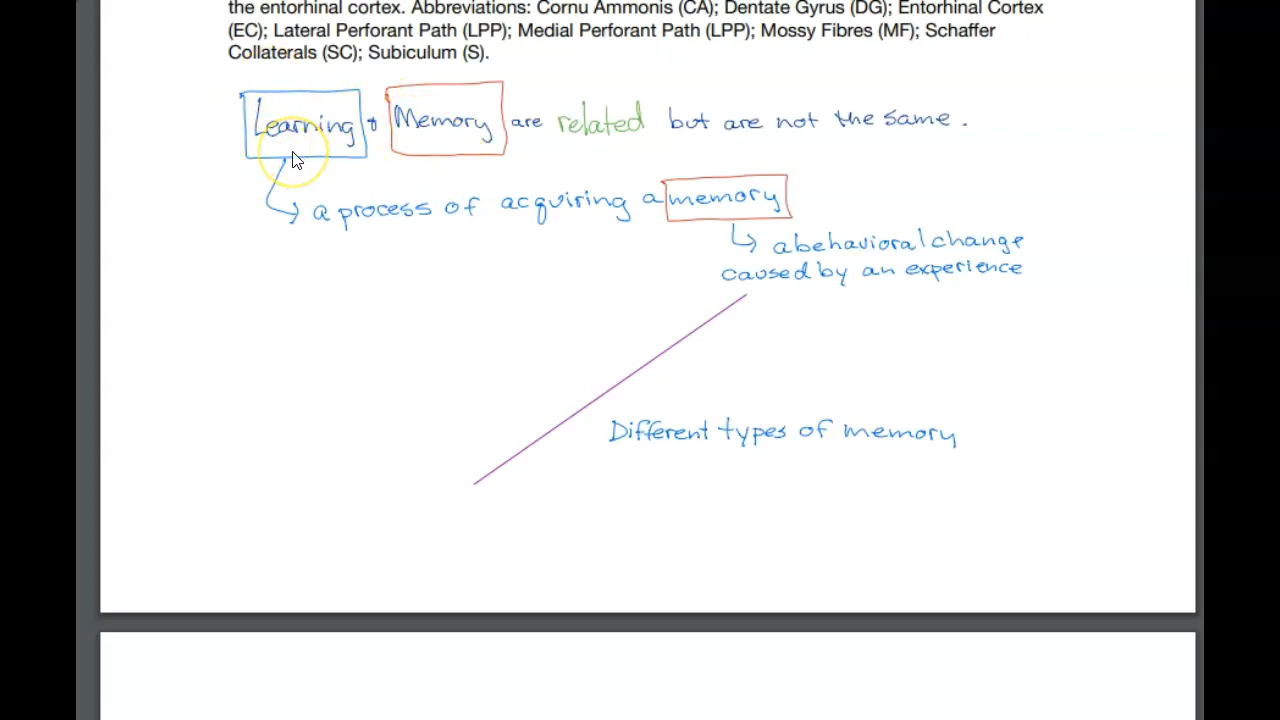 the entorhinal cortex. Abbreviations: Cornu Ammonis (CA); Dentate Gyrus (DG); Entorhinal Cortex
(EC); Lateral Perforant Path (LPP); Medial Perforant Path (LPP); Mossy Fibres (MF); Schaffer
Collaterals (SC); Subiculum (S).
Learning + Memory are related but are not the same.
a process of acquiring a memory
a behavioral change
caused by an experience
Different types of memory